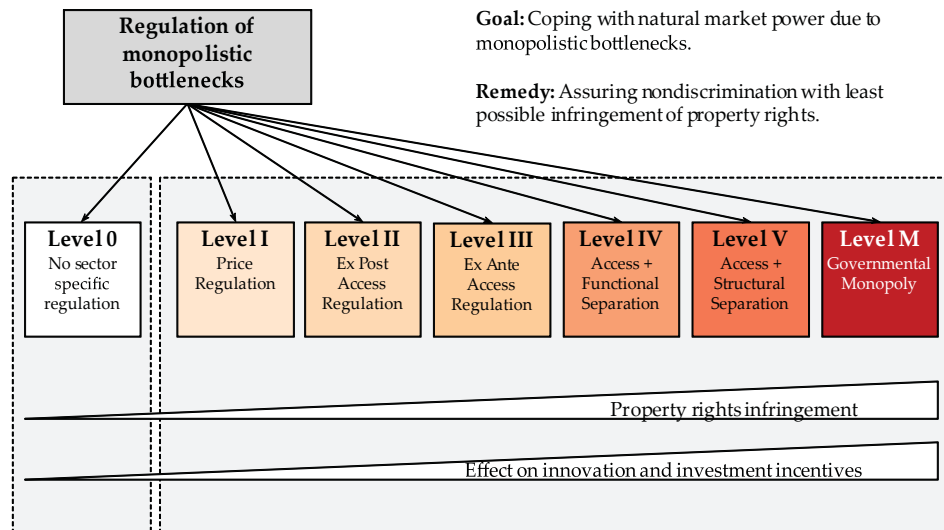 Regulation of
monopolistic
bottlenecks
Goal: Coping with natural market power due to
monopolistic bottlenecks.
Remedy: Assuring nondiscrimination with least
possible infringement of property rights.
Level 0
No sector
specific
regulation
Level I
Price
Regulation
Level II
Ex Post
Access
Regulation
Level III
Ex Ante
Access
Regulation
Level IV
Access +
Functional
Separation
Level V
Access +
Structural
Separation
Level M
Governmental
Monopoly
Property rights infringement
Effect on innovation and investment incentives